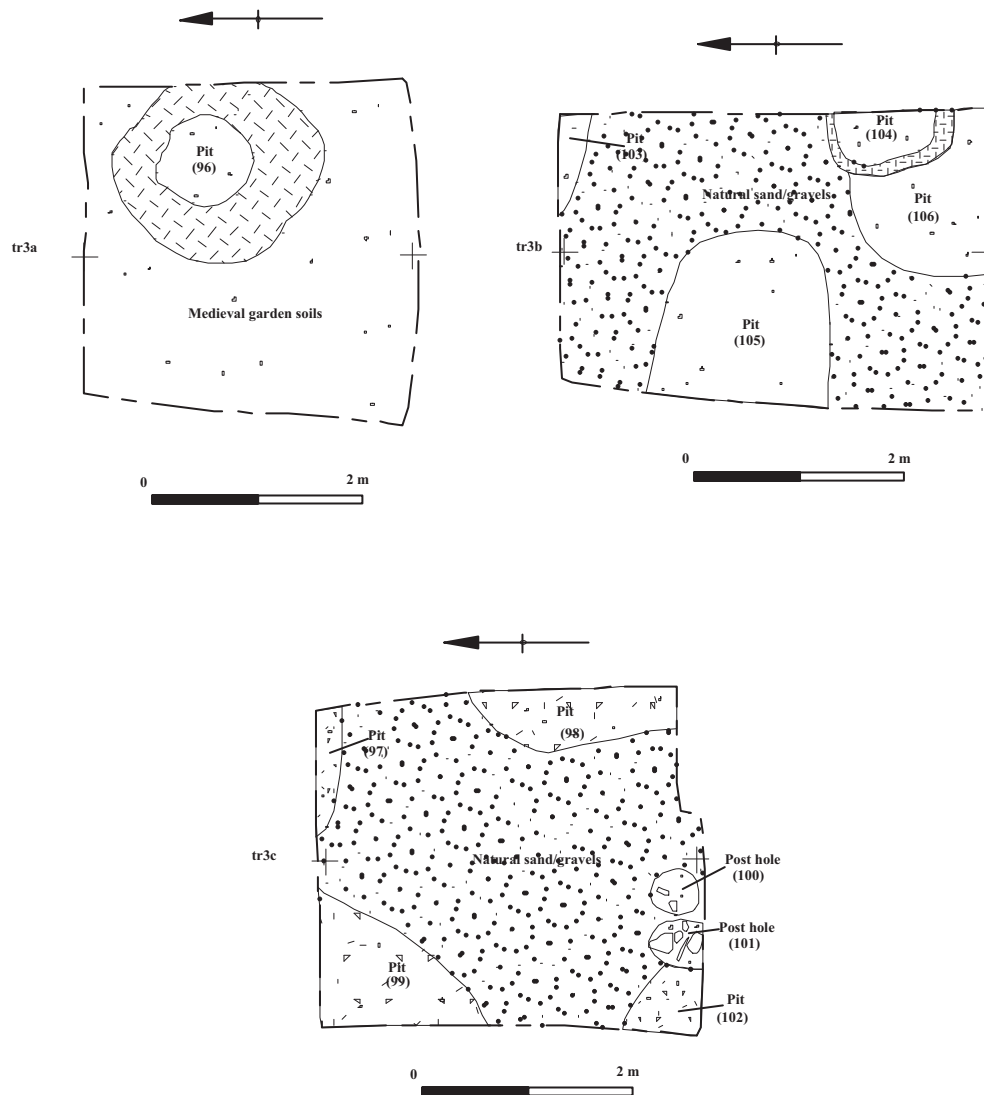 Pit
(96)
tr3a
Medieval garden soils
0 2 m
Pit
(104)
Pit
(103)
Natural sand/gravels
Pit
(106)
tr3b
Pit
(105)
0 2 m
Pit
(98)
Pit
(97)
tr3c
Natural sand/gravels
Post hole
(100)
Post hole
(101)
Pit
(99)
Pit
(102)
0 2 m